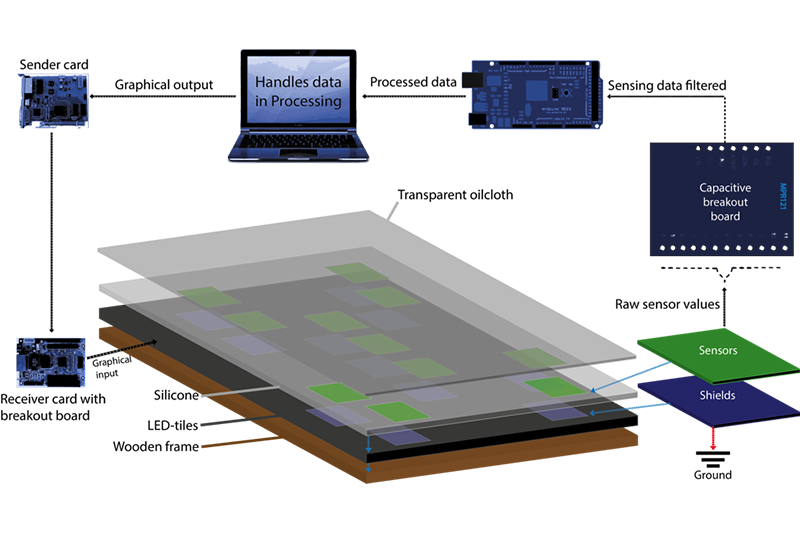 Sender card
Graphical output
Handles data
in Processing
Processed data
Sensing data filtered
Capacitive
breakout
board
MPR121
Transparent oilcloth
Raw sensor values
Sensors
Shields
Ground
Graphical
input
Receiver card with
breakout board
Silicone
LED-tiles
Wooden frame